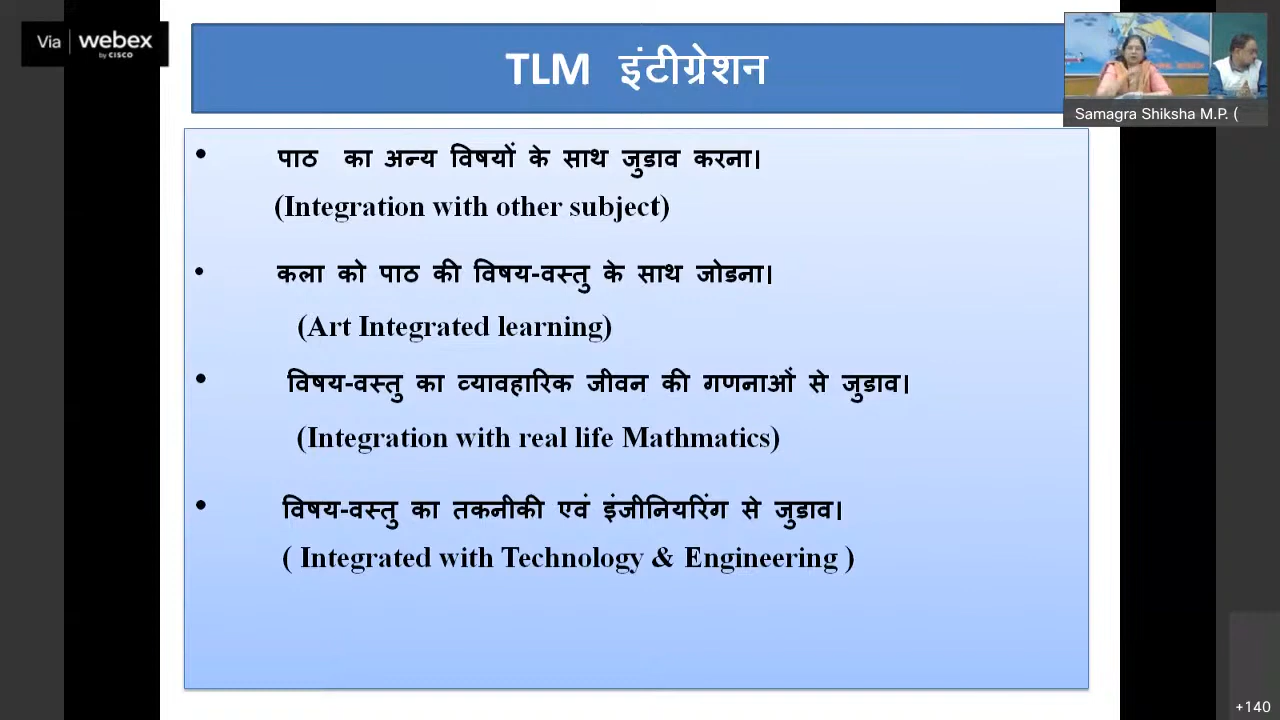 Via webex
by CISCO
TLM इंटीग्रेशन
Samagra Shiksha M.P. (
• पाठ का अन्य विषयों के साथ जुडाव करना।
(Integration with other subject)
• कला को पाठ की विषय-वस्तु के साथ जोडना।
(Art Integrated learning)
• विषय-वस्तु का व्यावहारिक जीवन की गणनाओं से जुडाव।
(Integration with real life Mathmatics)
• विषय-वस्तु का तकनीकी एवं इंजीनियरिंग से जुडाव।
( Integrated with Technology & Engineering )
+140